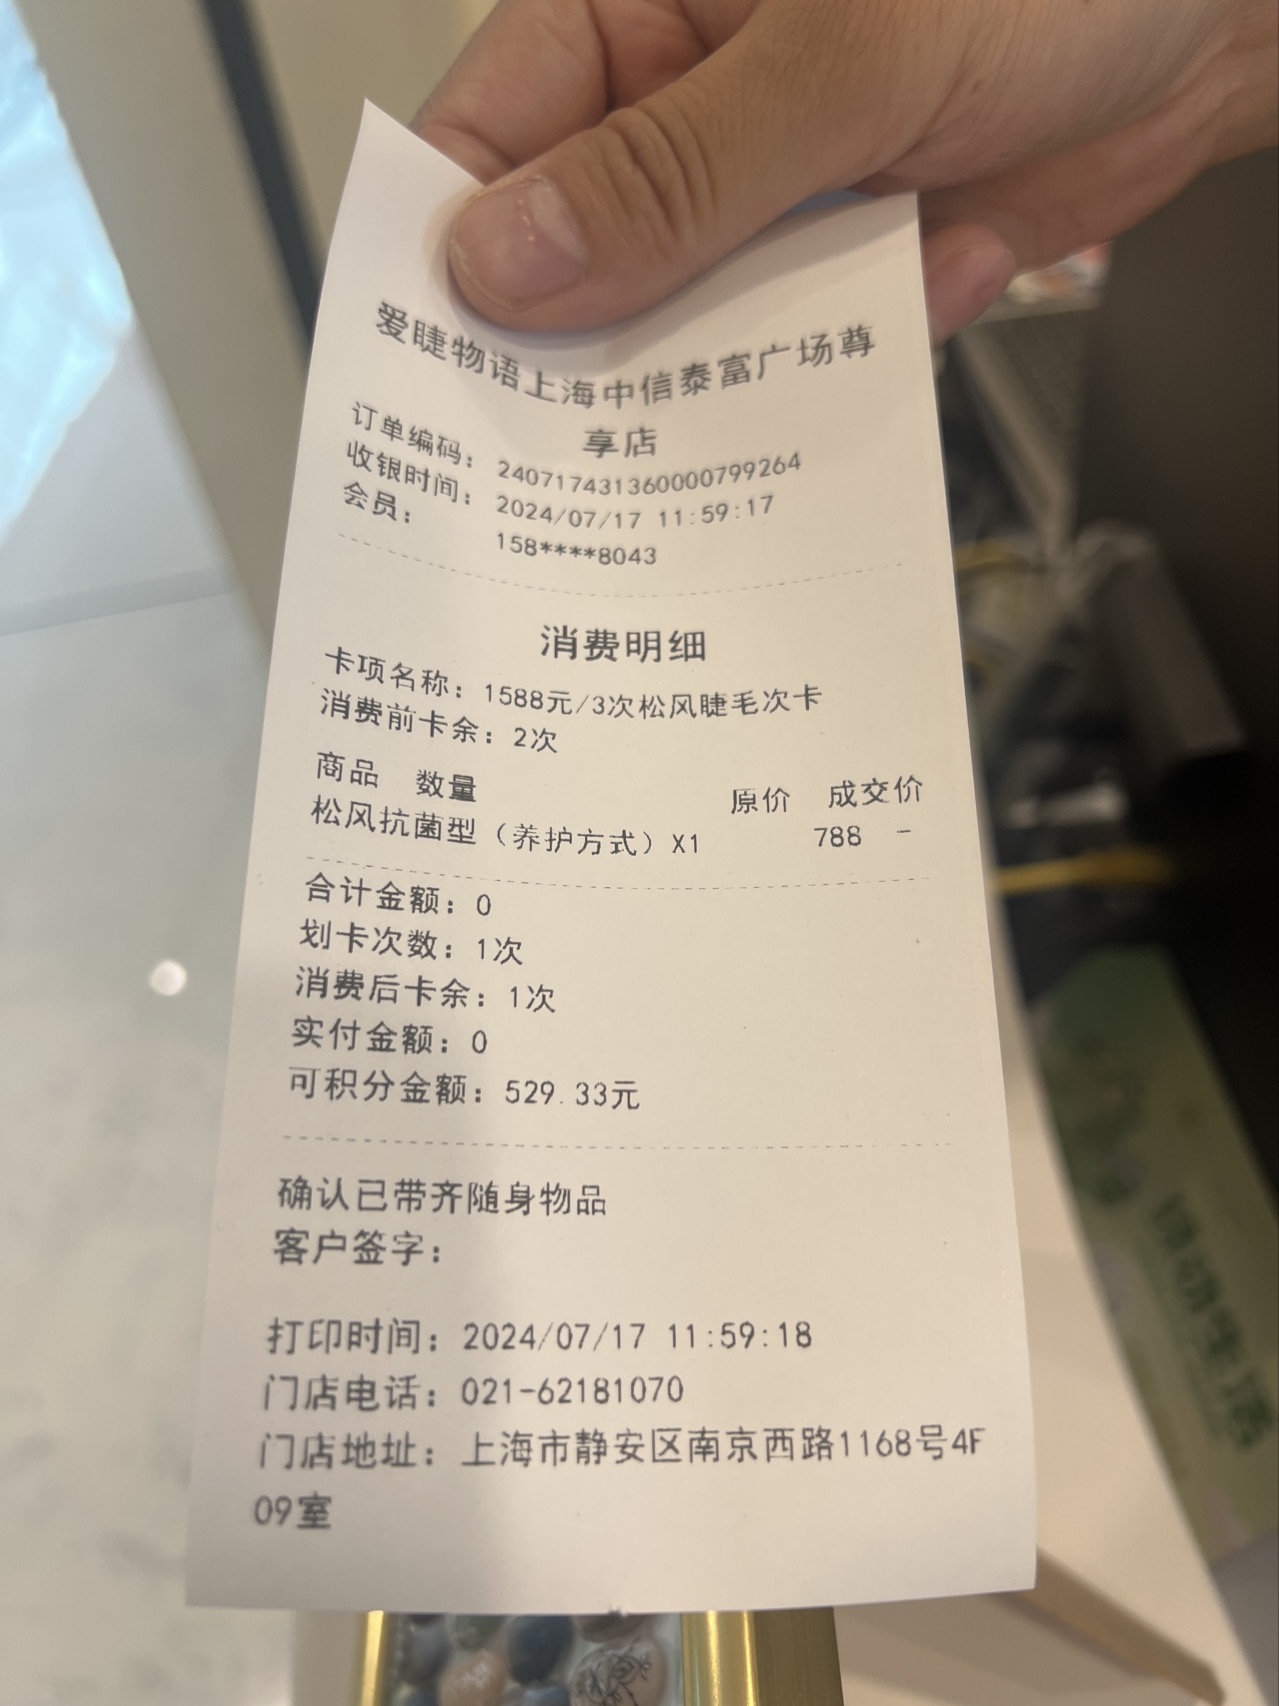 爱睫物语上海中信泰富广场尊
享店
订单编码：240717431360000799264
收银时间：2024/07/17 11:59:17
会员：158****8043
消费明细
卡项名称：1588元/3次松风睫毛次卡
消费前卡余：2次
商品 数量 原价 成交价
松风抗菌型（养护方式）X1 788 -
合计金额：0
划卡次数：1次
消费后卡余：1次
实付金额：0
可积分金额：529.33元
确认已带齐随身物品
客户签字：
打印时间：2024/07/17 11:59:18
门店电话：021-62181070
门店地址：上海市静安区南京西路1168号4F
09室